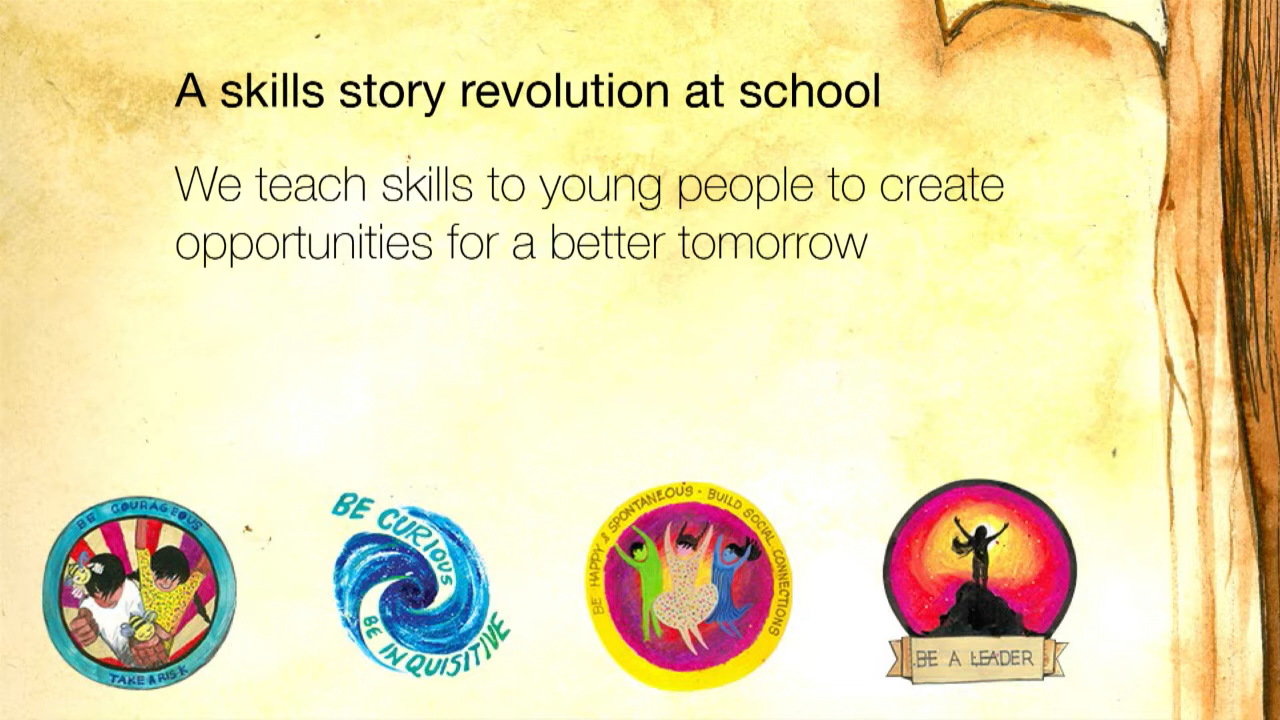 A skills story revolution at school
We teach skills to young people to create
opportunities for a better tomorrow
BE COURAGEOUS
TAKE A RISK
BE CURIOUS
BE INQUISITIVE
BE HAPPY & SPONTANEOUS - BUILD SOCIAL CONNECTIONS
BE A LEADER